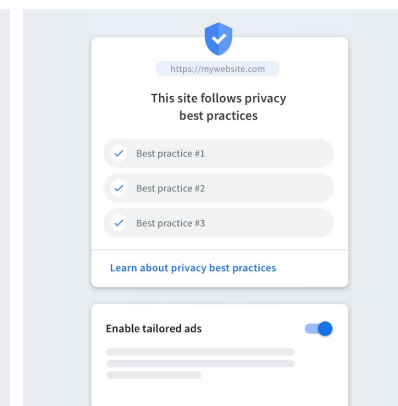 https://mywebsite.com
This site follows privacy
best practices
Best practice #1
Best practice #2
Best practice #3
Learn about privacy best practices
Enable tailored ads